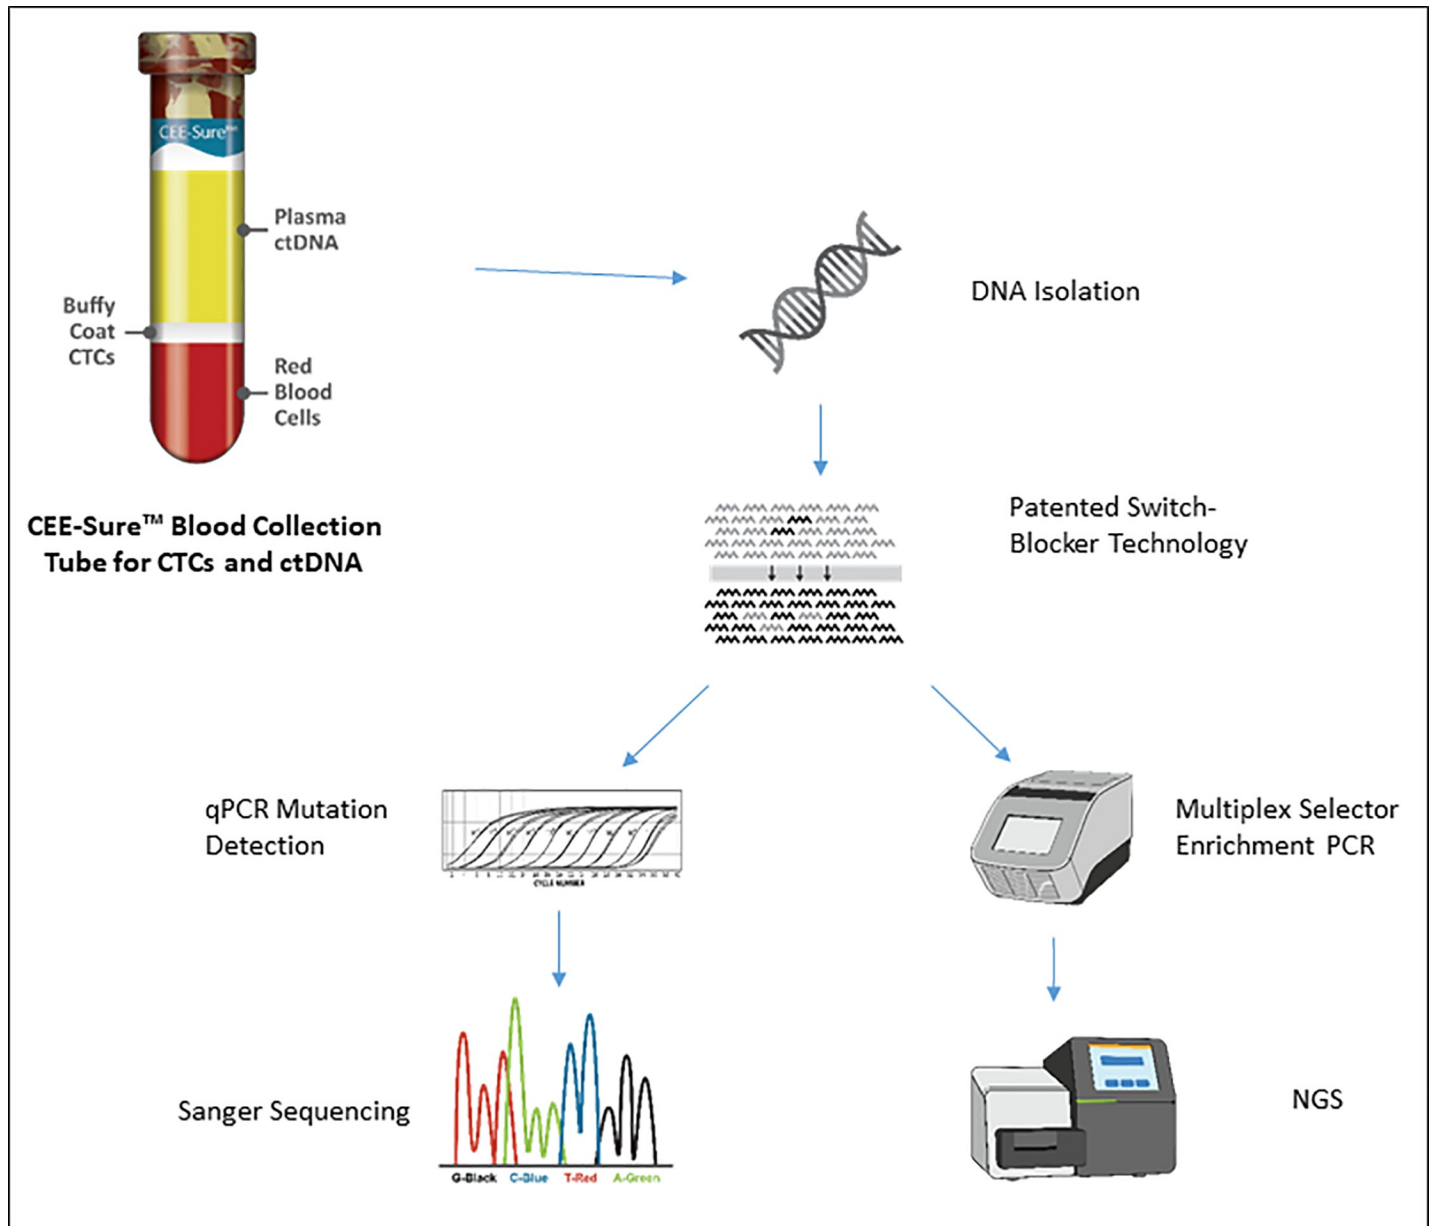 CEE-Sure™
Plasma
ctDNA
Buffy
Coat
CTCs
Red
Blood
Cells
CEE-Sure™ Blood Collection
Tube for CTCs and ctDNA
DNA Isolation
Patented Switch-
Blocker Technology
qPCR Mutation
Detection
CYCLE NUMBER
Multiplex Selector
Enrichment PCR
Sanger Sequencing
G-Black C-Blue T-Red A-Green
NGS